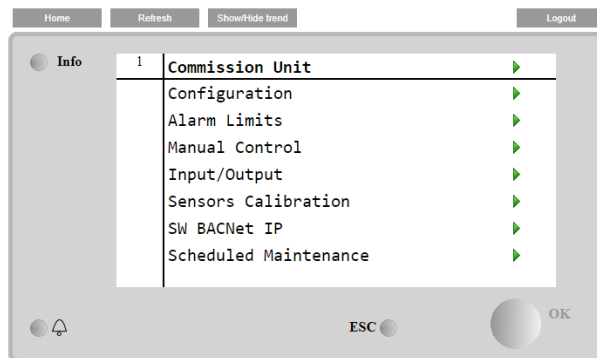 Home Refresh Show/Hide trend Logout
Info
1 Commission Unit
Configuration
Alarm Limits
Manual Control
Input/Output
Sensors Calibration
SW BACNet IP
Scheduled Maintenance
ESC OK